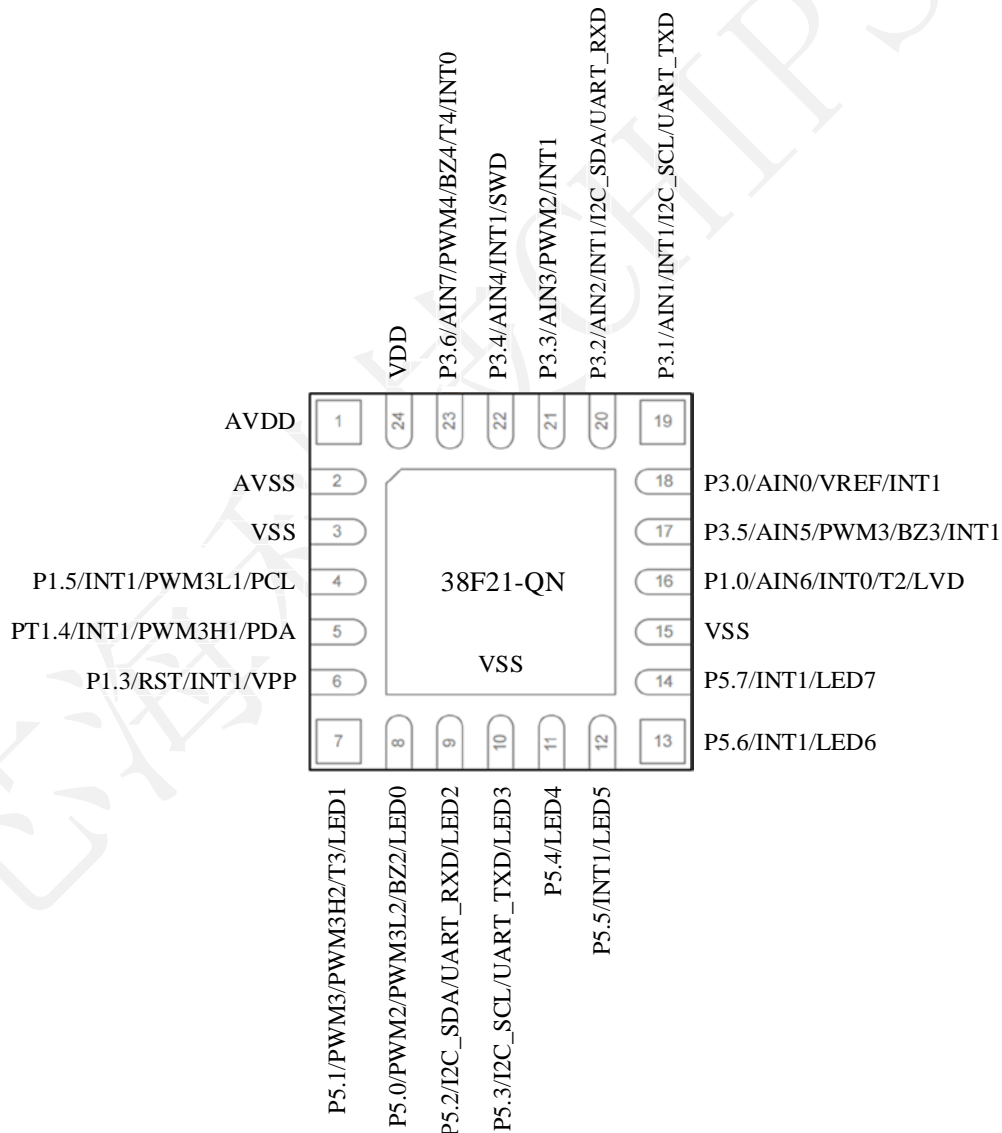 P3.6/AIN7/PWM4/BZ4/T4/INT0
P3.4/AIN4/INT1/SWD
P3.3/AIN3/PWM2/INT1
P3.2/AIN2/INT1/I2C_SDA/UART_RXD
P3.1/AIN1/INT1/I2C_SCL/UART_TXD
VDD
AVDD
1
24
23
22
21
20
19
AVSS
2
18
P3.0/AIN0/VREF/INT1
VSS
3
17
P3.5/AIN5/PWM3/BZ3/INT1
P1.5/INT1/PWM3L1/PCL
4
38F21-QN
16
P1.0/AIN6/INT0/T2/LVD
PT1.4/INT1/PWM3H1/PDA
5
15
VSS
P1.3/RST/INT1/VPP
6
VSS
14
P5.7/INT1/LED7
7
8
9
10
11
12
13
P5.6/INT1/LED6
P5.1/PWM3/PWM3H2/T3/LED1
P5.0/PWM2/PWM3L2/BZ2/LED0
P5.2/I2C_SDA/UART_RXD/LED2
P5.3/I2C_SCL/UART_TXD/LED3
P5.4/LED4
P5.5/INT1/LED5